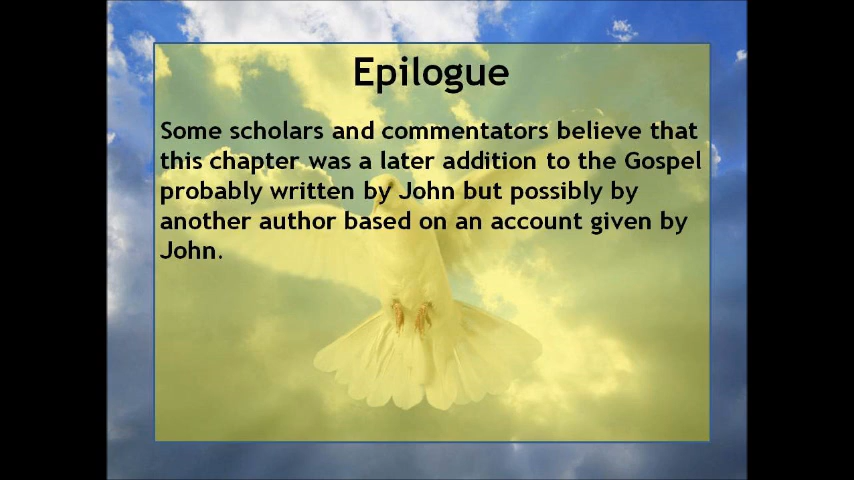 Epilogue
Some scholars and commentators believe that
this chapter was a later addition to the Gospel
probably written by John but possibly by
another author based on an account given by
John.